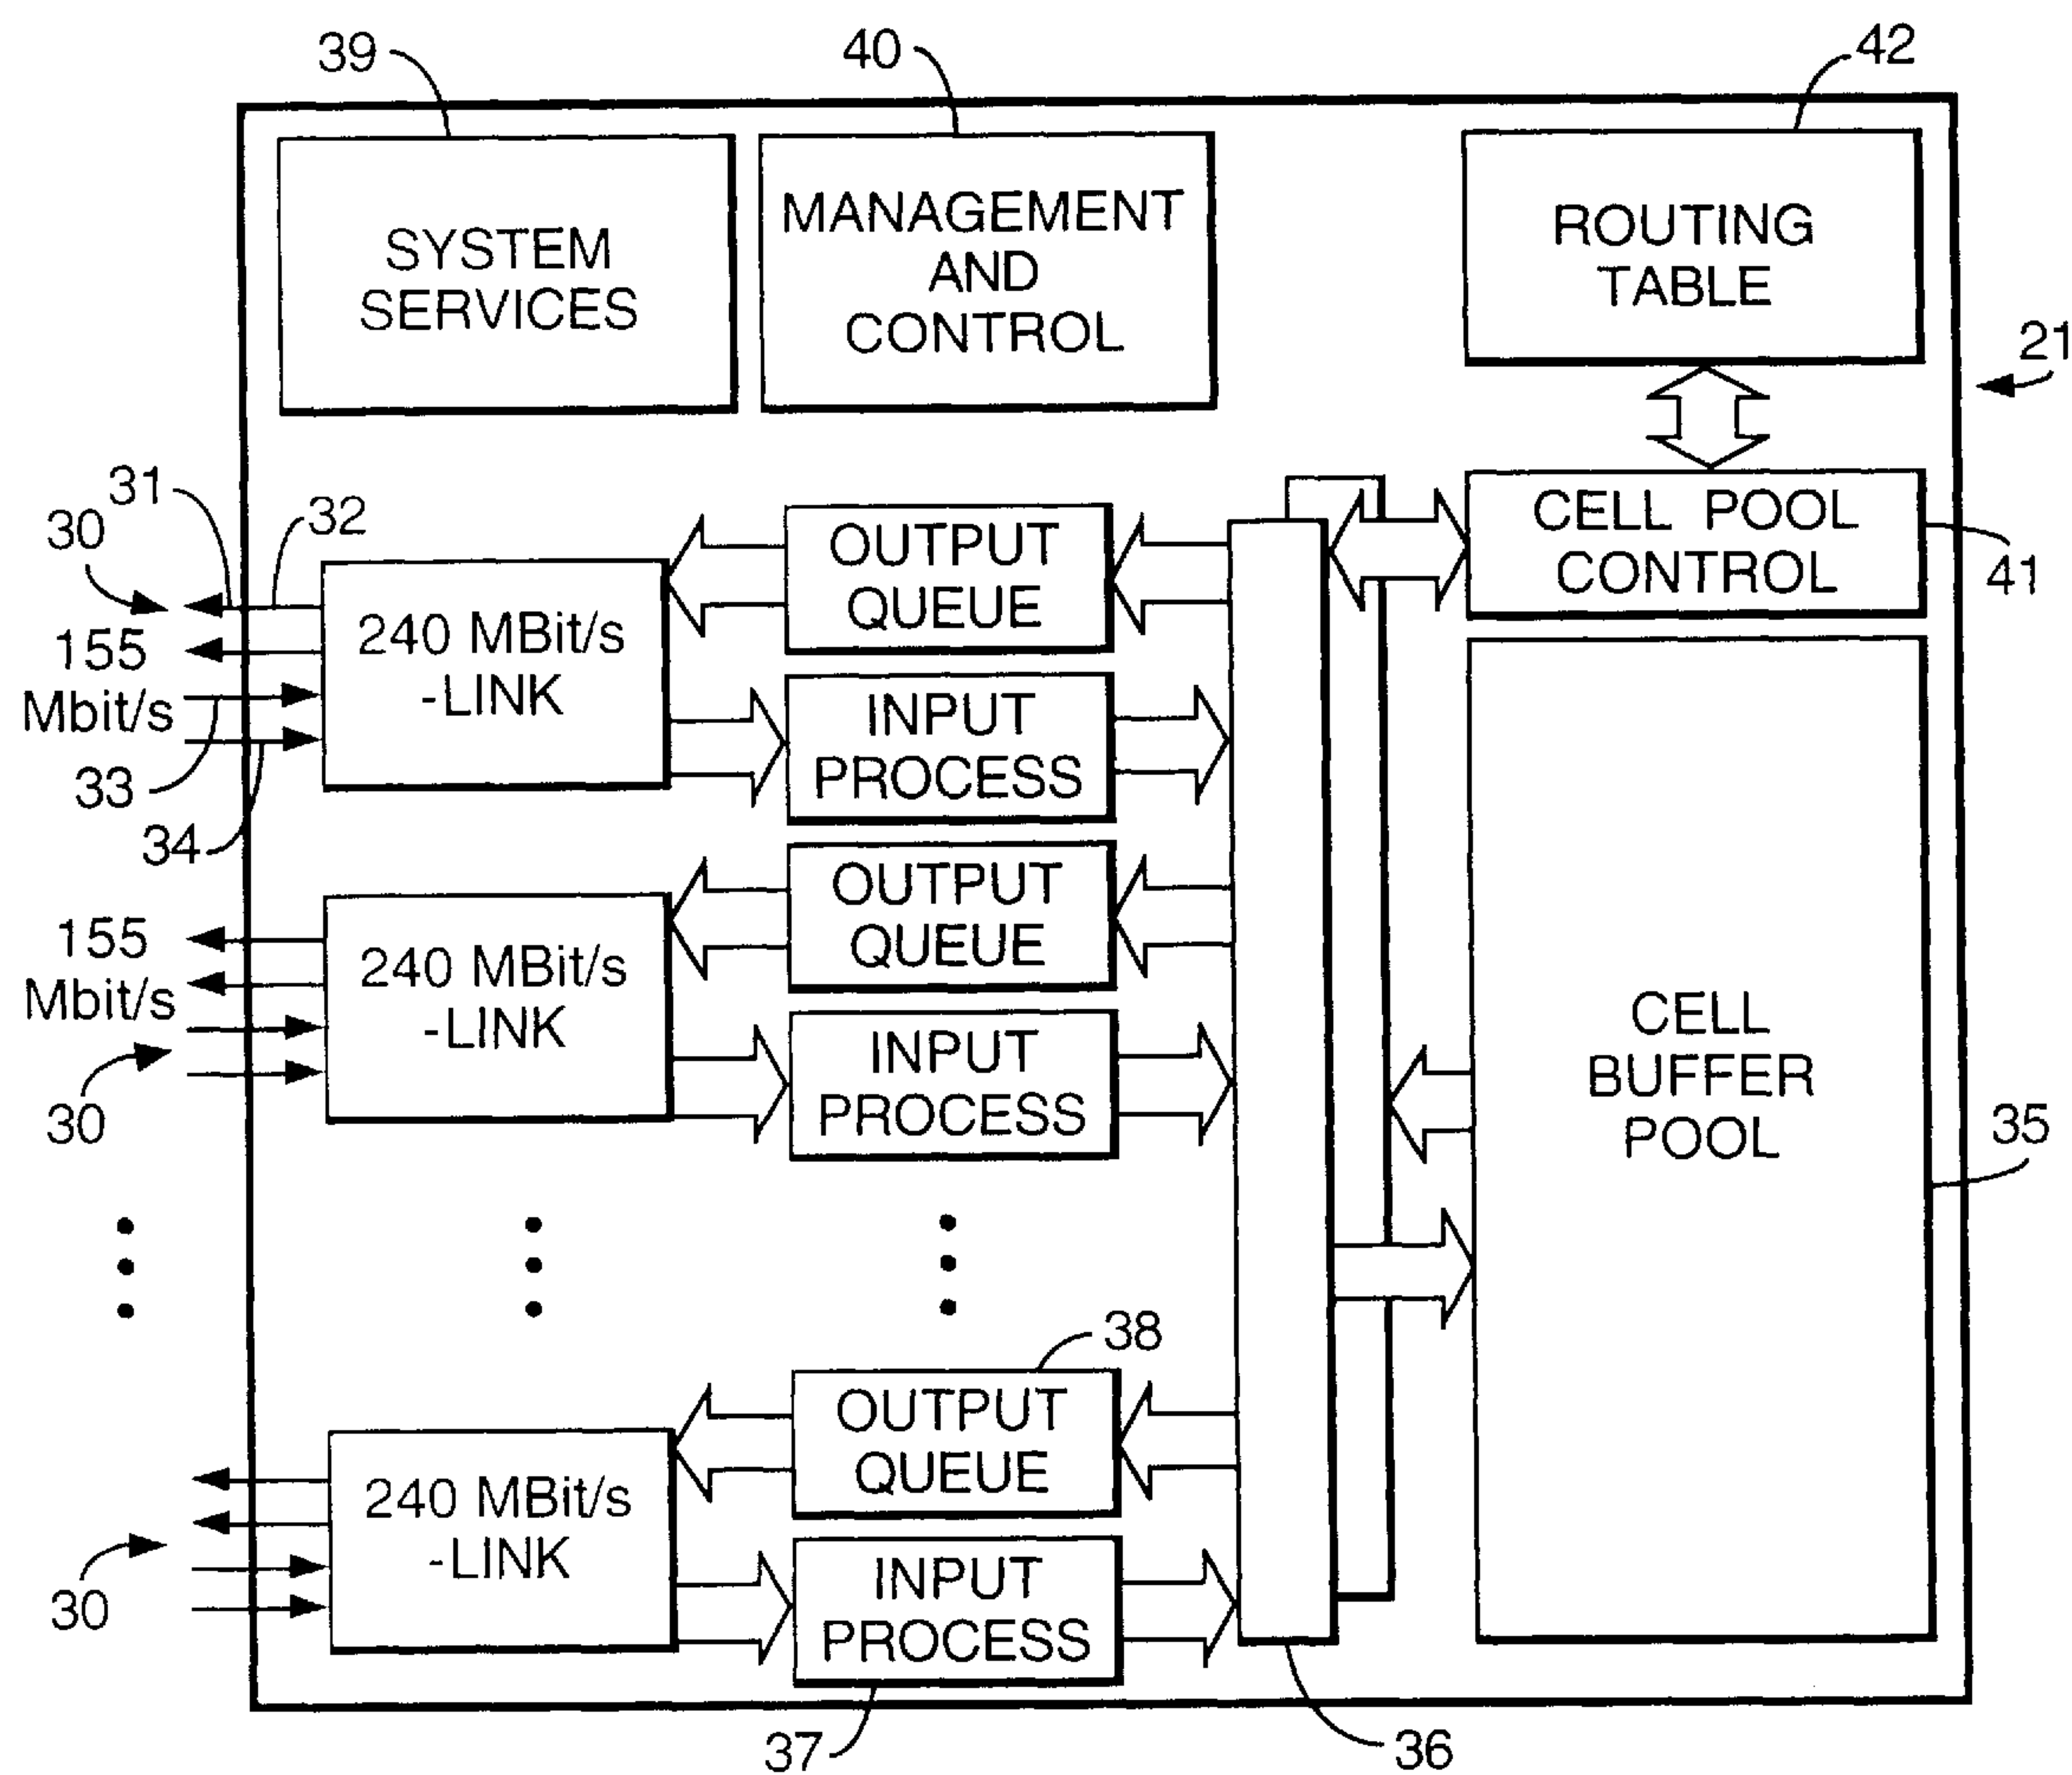 39
40
42
SYSTEM
SERVICES
MANAGEMENT
AND
CONTROL
ROUTING
TABLE
21
31
32
30
155
Mbit/s
33
34
240 MBit/s
-LINK
OUTPUT
QUEUE
INPUT
PROCESS
CELL POOL
CONTROL
41
155
Mbit/s
30
240 MBit/s
-LINK
OUTPUT
QUEUE
INPUT
PROCESS
CELL
BUFFER
POOL
35
38
30
240 MBit/s
-LINK
OUTPUT
QUEUE
INPUT
PROCESS
37
36